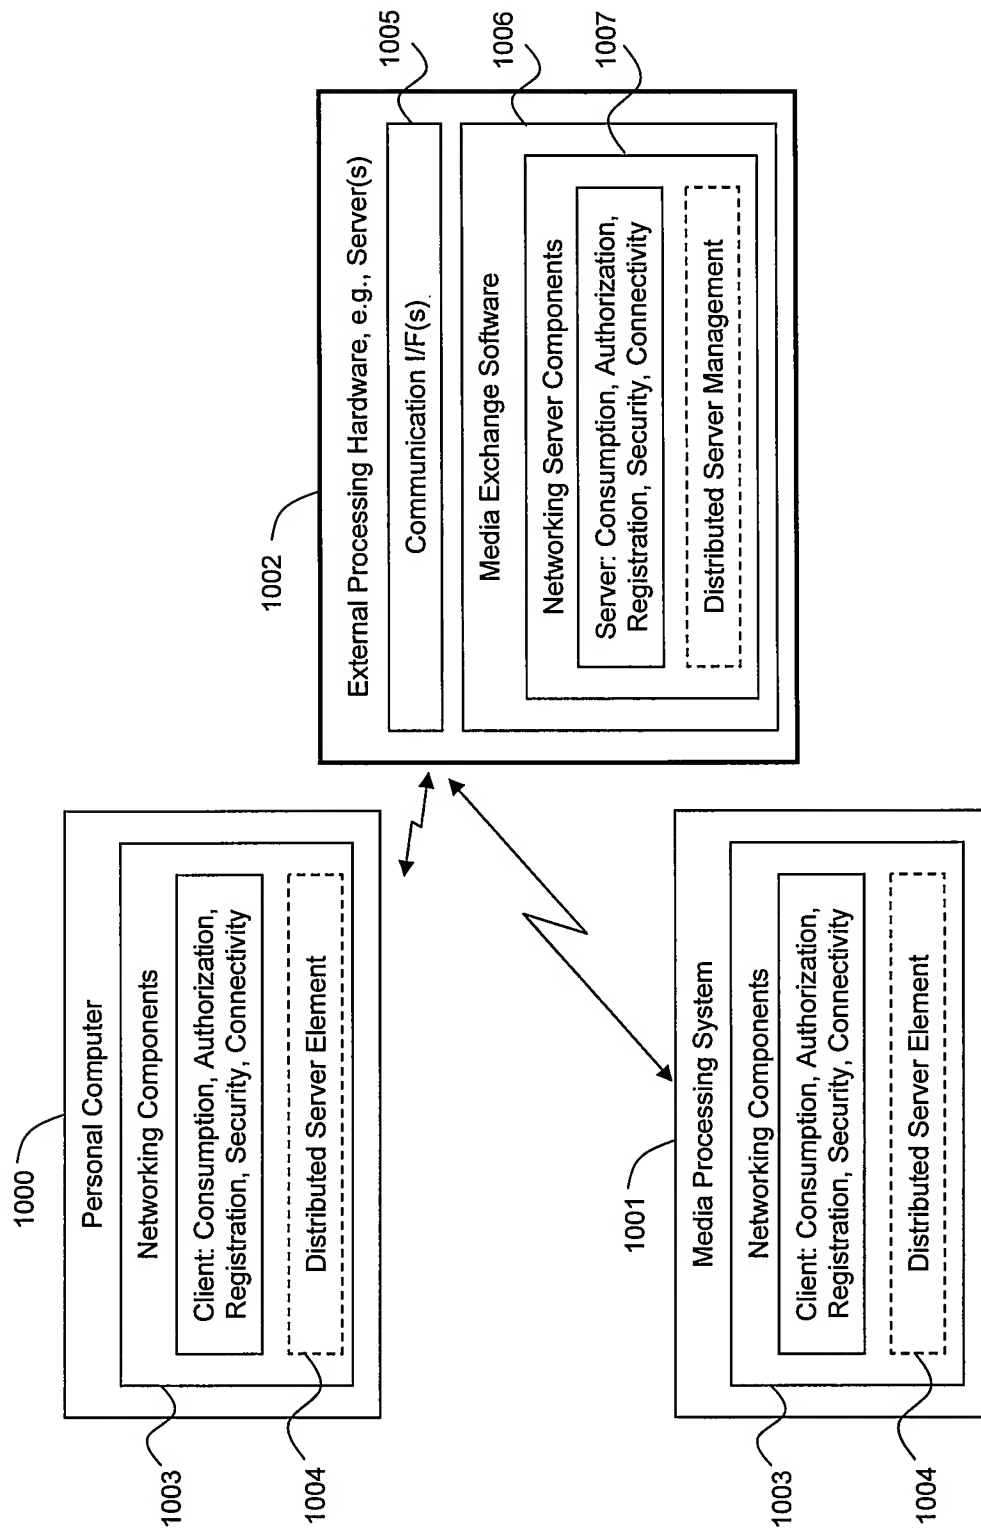 1000
Personal Computer
Networking Components
Client: Consumption, Authorization,
Registration, Security, Connectivity
Distributed Server Element
1003
1004
1001
Media Processing System
Networking Components
Client: Consumption, Authorization,
Registration, Security, Connectivity
Distributed Server Element
1003
1004
1002
External Processing Hardware, e.g., Server(s)
Communication I/F(s)
Media Exchange Software
Networking Server Components
Server: Consumption, Authorization,
Registration, Security, Connectivity
Distributed Server Management
1005
1006
1007